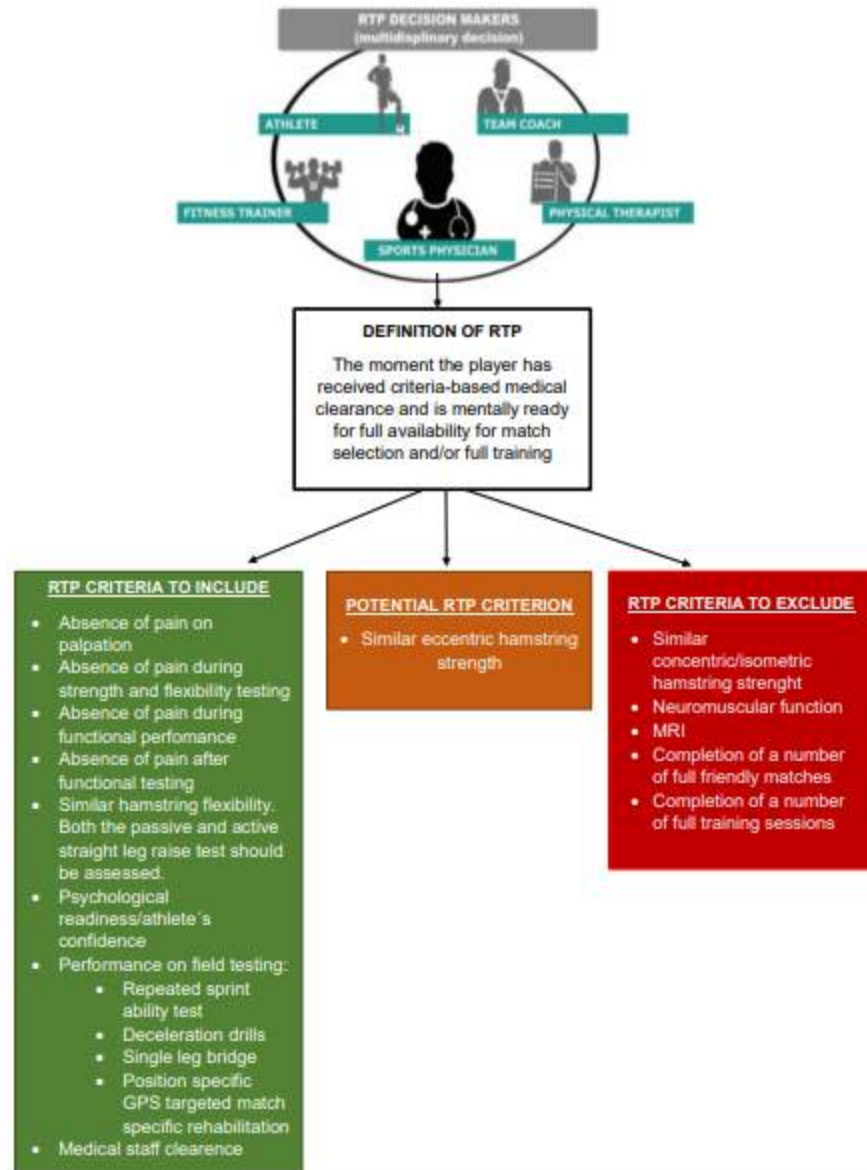 RTP DECISION MAKERS
(multidisplinary decision)
ATHLETE
TEAM COACH
FITNESS TRAINER
PHYSICAL THERAPIST
SPORTS PHYSICIAN
DEFINITION OF RTP
The moment the player has
received criteria-based medical
clearance and is mentally ready
for full availability for match
selection and/or full training
RTP CRITERIA TO INCLUDE
• Absence of pain on
palpation
• Absence of pain during
strength and flexibility testing
• Absence of pain during
functional perfomance
• Absence of pain after
functional testing
• Similar hamstring flexibility.
Both the passive and active
straight leg raise test should
be assessed.
• Psychological
readiness/athlete´s
confidence
• Performance on field testing:
• Repeated sprint
ability test
• Deceleration drills
• Single leg bridge
• Position specific
GPS targeted match
specific rehabilitation
• Medical staff clearence
POTENTIAL RTP CRITERION
• Similar eccentric hamstring
strength
RTP CRITERIA TO EXCLUDE
• Similar
concentric/isometric
hamstring strenght
• Neuromuscular function
• MRI
• Completion of a number
of full friendly matches
• Completion of a number
of full training sessions